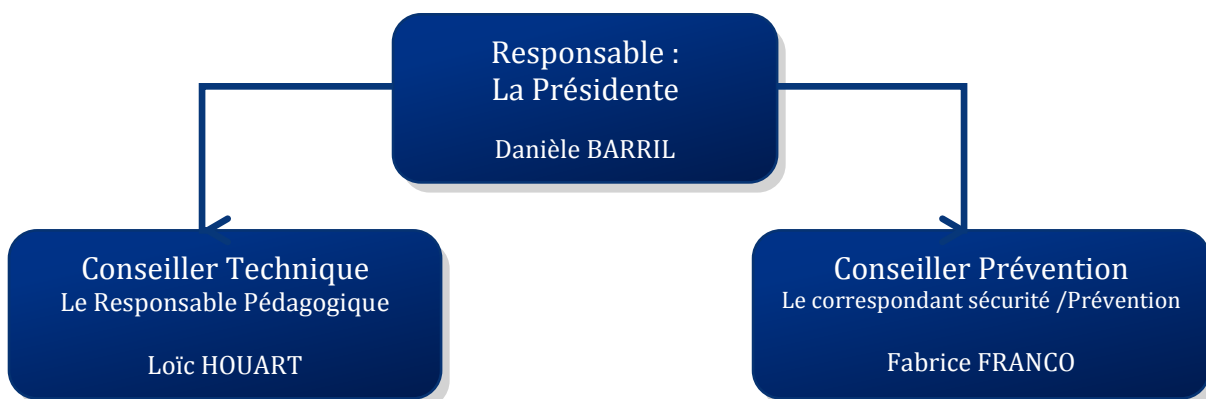 Responsable :
La Présidente
Danièle BARRIL
Conseiller Technique
Le Responsable Pédagogique
Loïc HOUART
Conseiller Prévention
Le correspondant sécurité /Prévention
Fabrice FRANCO